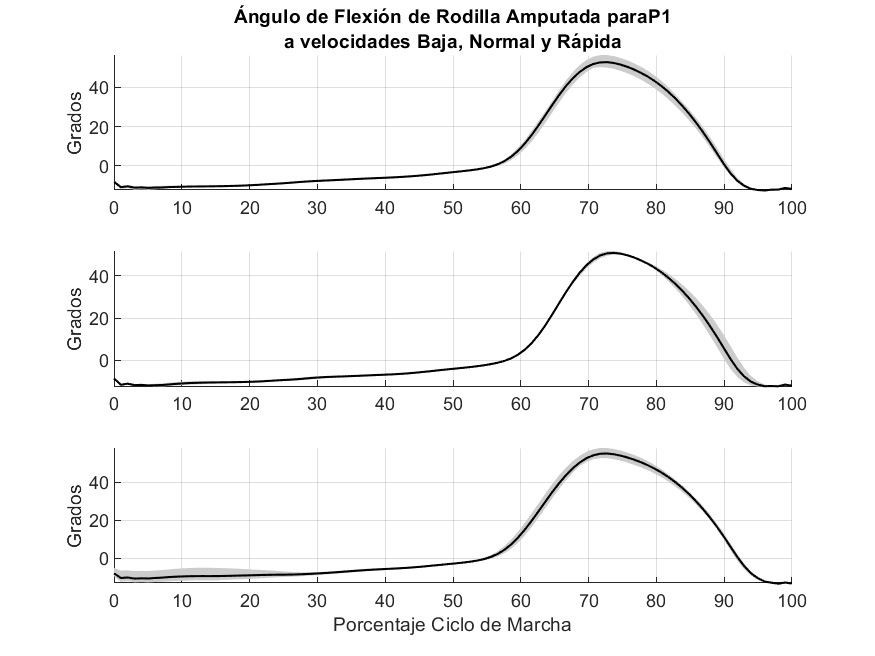 Ángulo de Flexión de Rodilla Amputada paraP1
a velocidades Baja, Normal y Rápida
Grados
40
20
0
0 10 20 30 40 50 60 70 80 90 100
Grados
40
20
0
0 10 20 30 40 50 60 70 80 90 100
Grados
40
20
0
0 10 20 30 40 50 60 70 80 90 100
Porcentaje Ciclo de Marcha